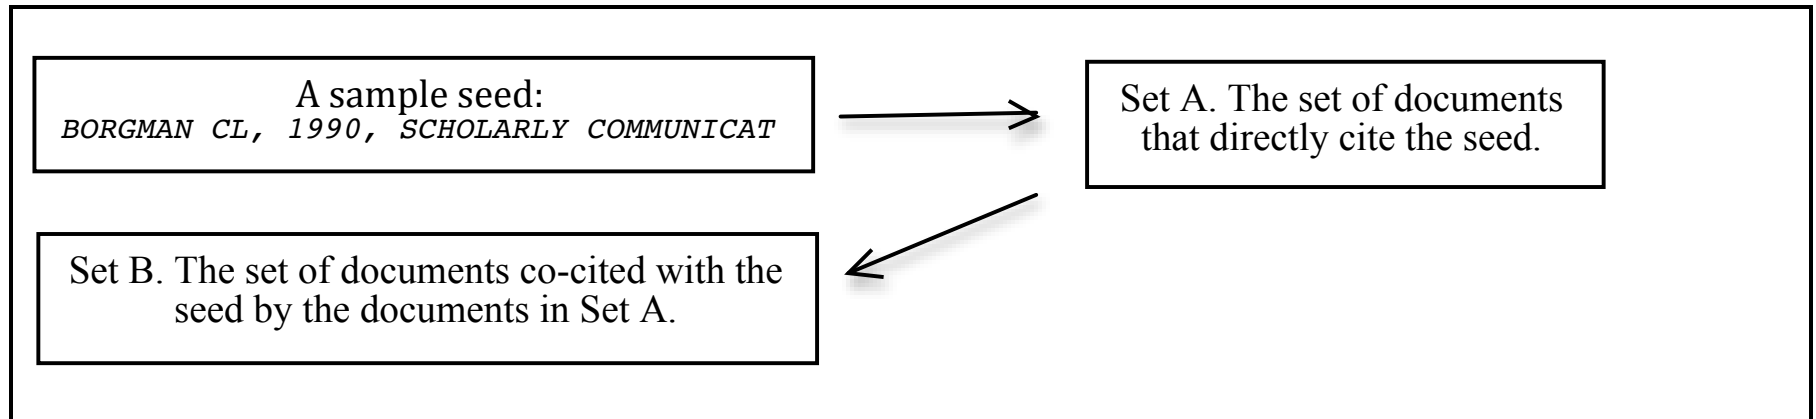 A sample seed:
BORGMAN CL, 1990, SCHOLARLY COMMUNICAT
Set A. The set of documents
that directly cite the seed.
Set B. The set of documents co-cited with the
seed by the documents in Set A.